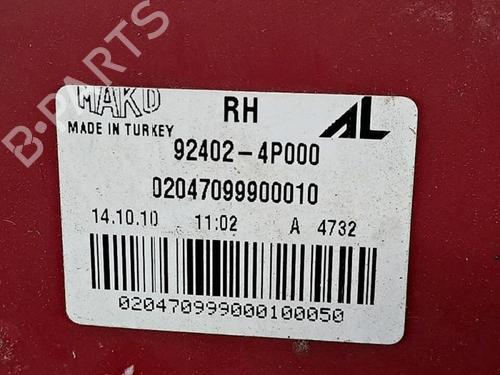 MAKO
RH
AL
MADE IN TURKEY
92402-4P000
02047099900010
14.10.10 11:02 A 4732
020470999000100050
B-PARTS